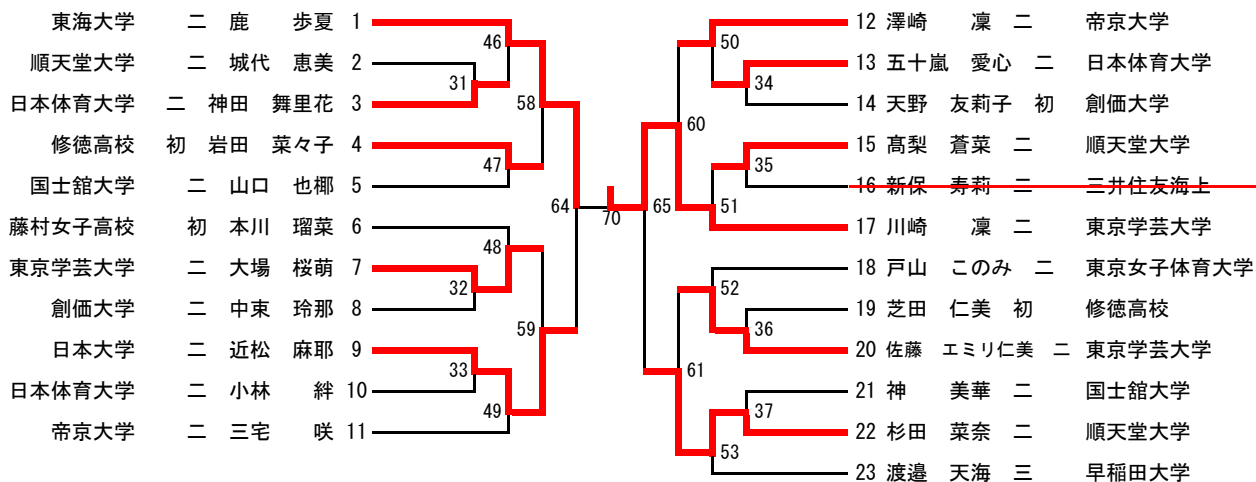 東海大学 二 鹿 歩夏 1
順天堂大学 二 城代 恵美 2
日本体育大学 二 神田 舞里花 3
修徳高校 初 岩田 菜々子 4
国士舘大学 二 山口 也椰 5
藤村女子高校 初 本川 瑠菜 6
東京学芸大学 二 大場 桜萌 7
創価大学 二 中束 玲那 8
日本大学 二 近松 麻耶 9
日本体育大学 二 小林 絆 10
帝京大学 二 三宅 咲 11
46
31
58
47
64
48
32
59
33
49
70
50
34
60
35
65
51
52
36
61
37
53
12 澤崎 凜 二 帝京大学
13 五十嵐 愛心 二 日本体育大学
14 天野 友莉子 初 創価大学
15 髙梨 蒼菜 二 順天堂大学
16 新保 寿莉 二 三井住友海上
17 川崎 凜 二 東京学芸大学
18 戸山 このみ 二 東京女子体育大学
19 芝田 仁美 初 修徳高校
20 佐藤 エミリ仁美 二 東京学芸大学
21 神 美華 二 国士舘大学
22 杉田 菜奈 二 順天堂大学
23 渡邉 天海 三 早稲田大学